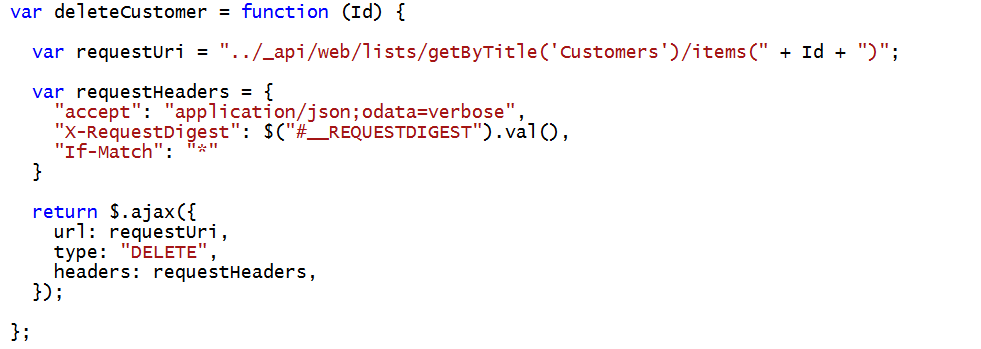 var deleteCustomer = function (Id) {
var requestUri = "../_api/web/lists/getByTitle('Customers')/items(" + Id + ")";
var requestHeaders = {
"accept": "application/json;odata=verbose",
"X-RequestDigest": $("#__REQUESTDIGEST").val(),
"If-Match": "*"
}
return $.ajax({
url: requestUri,
type: "DELETE",
headers: requestHeaders,
});
};